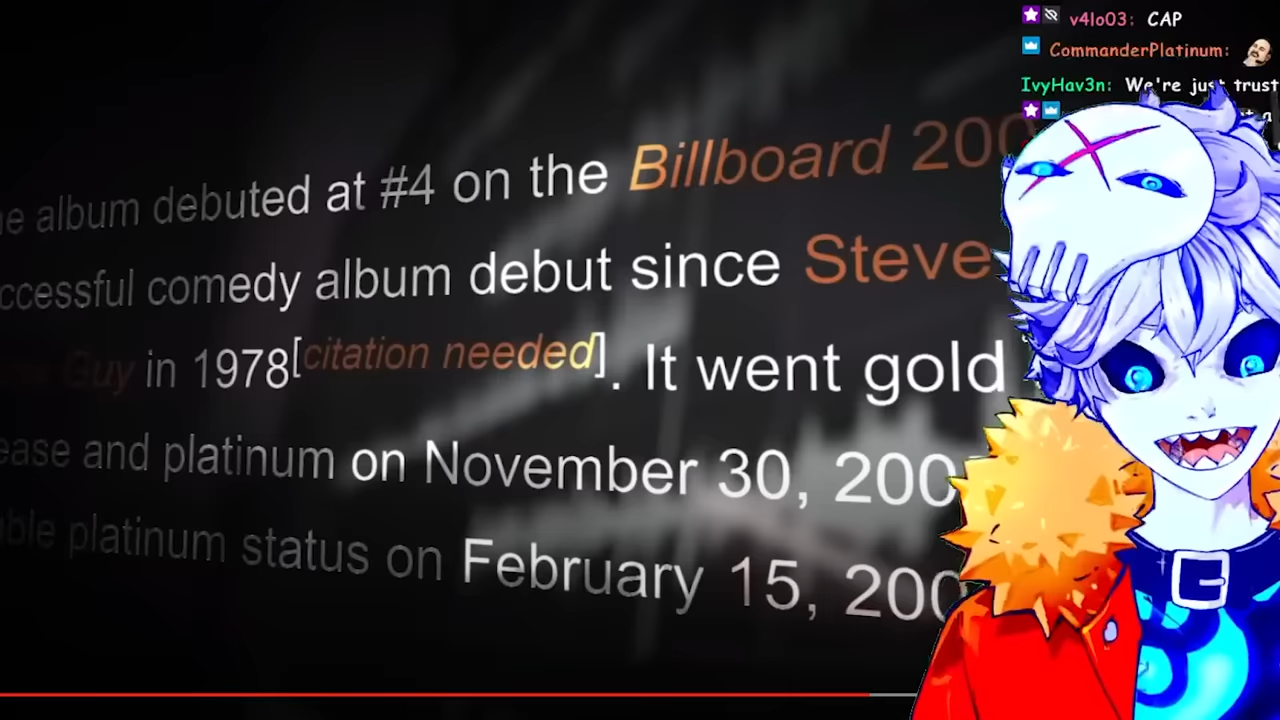 v4lo03: CAP
CommanderPlatinum:
IvyHav3n: We're just trust
e album debuted at #4 on the Billboard 200
ccessful comedy album debut since Steve
Guy in 1978[citation needed]. It went gold
ease and platinum on November 30, 200
ble platinum status on February 15, 200